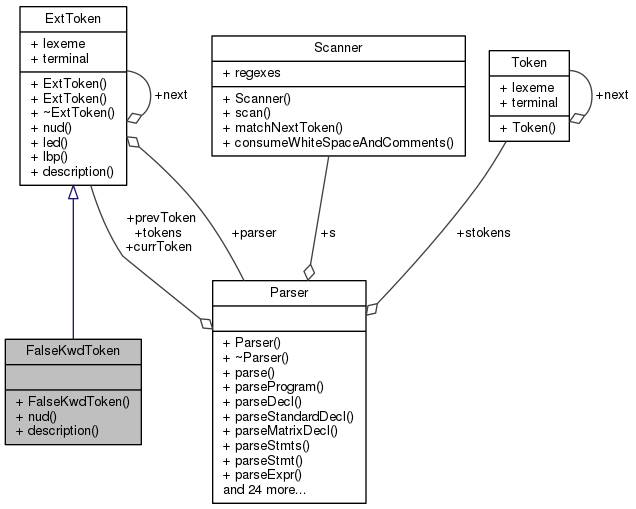 ExtToken
+ lexeme
+ terminal
+ ExtToken()
+ ExtToken()
+ ~ExtToken()
+ nud()
+ led()
+ lbp()
+ description()
+next
Scanner
+ regexes
+ Scanner()
+ scan()
+ matchNextToken()
+ consumeWhiteSpaceAndComments()
Token
+ lexeme
+ terminal
+ Token()
+next
+prevToken
+tokens
+currToken
+parser
+s
+stokens
FalseKwdToken
+ FalseKwdToken()
+ nud()
+ description()
Parser
+ Parser()
+ ~Parser()
+ parse()
+ parseProgram()
+ parseDecl()
+ parseStandardDecl()
+ parseMatrixDecl()
+ parseStmts()
+ parseStmt()
+ parseExpr()
and 24 more...